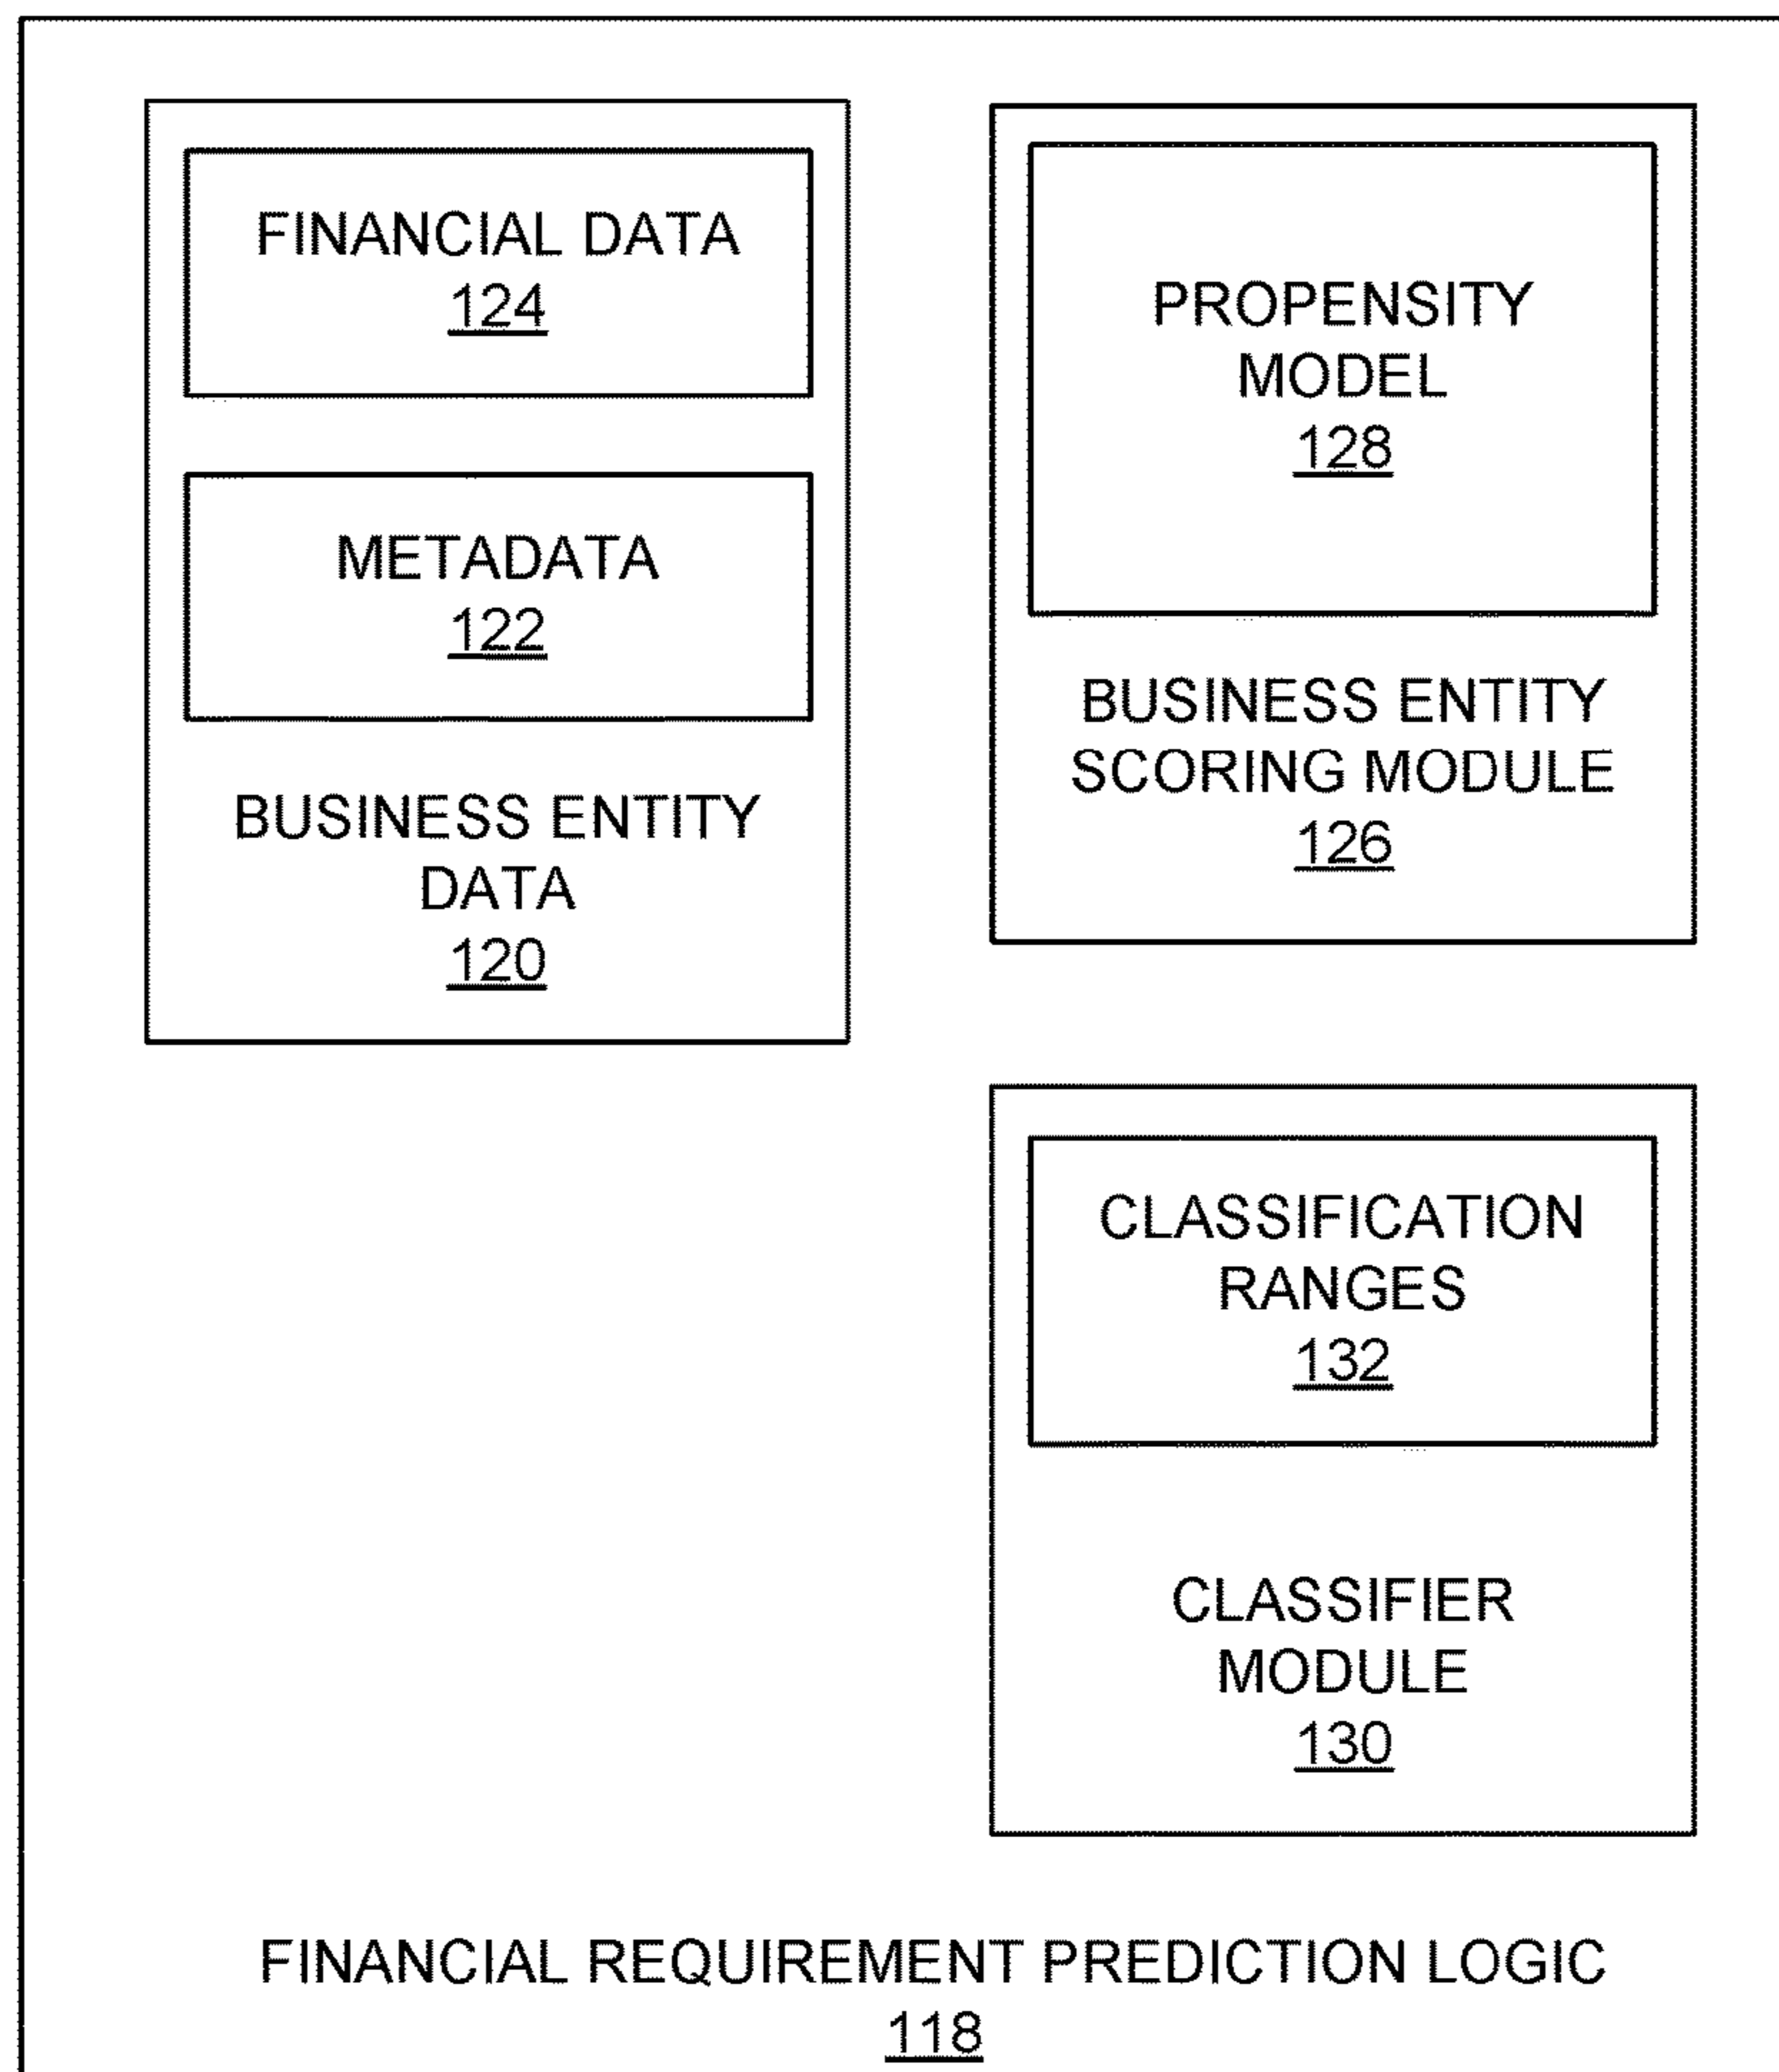 FINANCIAL DATA
124
METADATA
122
BUSINESS ENTITY
DATA
120
PROPENSITY
MODEL
128
BUSINESS ENTITY
SCORING MODULE
126
CLASSIFICATION
RANGES
132
CLASSIFIER
MODULE
130
FINANCIAL REQUIREMENT PREDICTION LOGIC
118